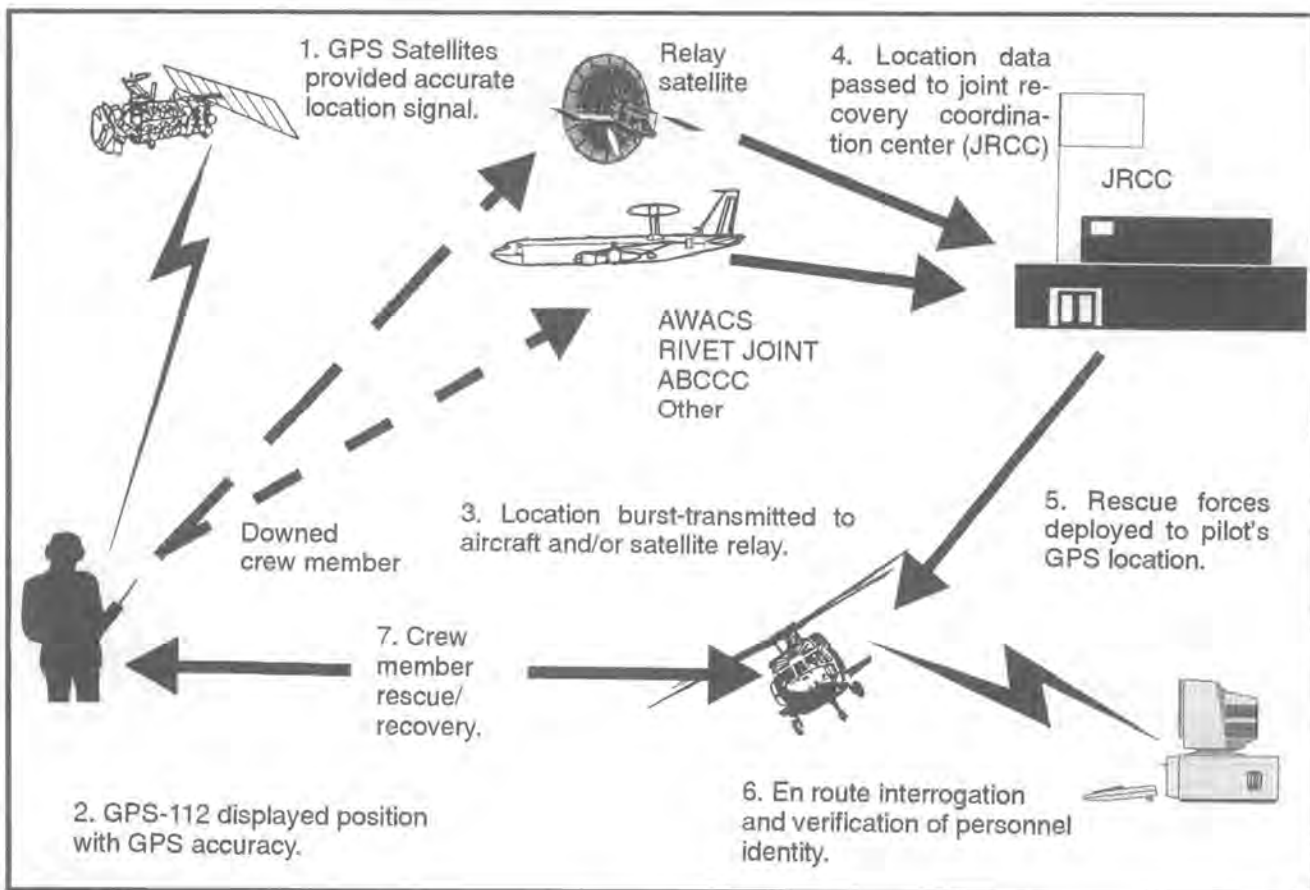 1. GPS Satellites
provided accurate
location signal.
Relay
satellite
4. Location data
passed to joint re-
covery coordina-
tion center (JRCC)
JRCC
AWACS
RIVET JOINT
ABCCC
Other
Downed
crew member
3. Location burst-transmitted to
aircraft and/or satellite relay.
5. Rescue forces
deployed to pilot's
GPS location.
7. Crew
member
rescue/
recovery.
2. GPS-112 displayed position
with GPS accuracy.
6. En route interrogation
and verification of personnel
identity.